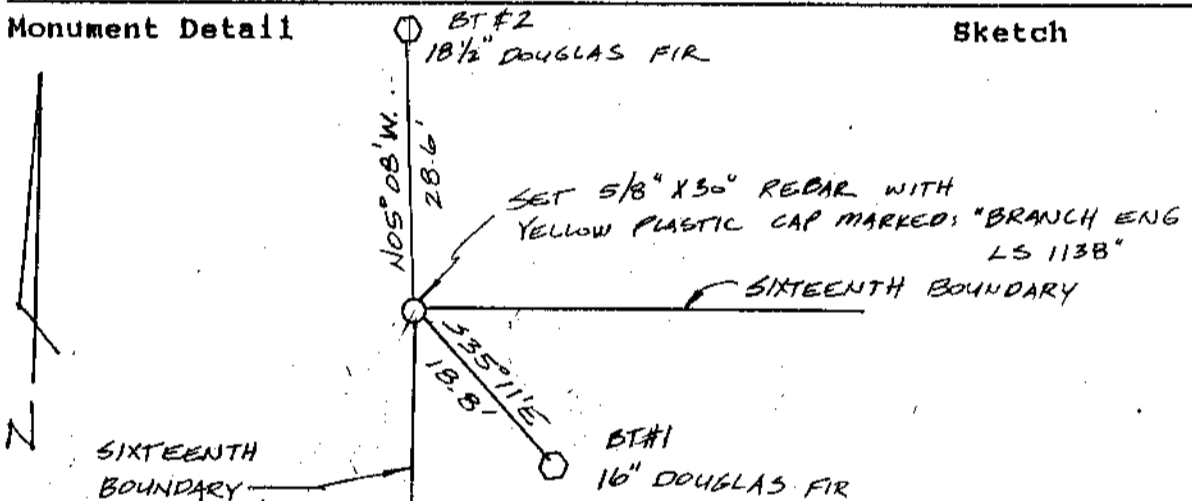 Monument Detail
Sketch
BT #2
18½" DOUGLAS FIR
N05° 08' W.
28.6'
SET 5/8" X 30" REBAR WITH
YELLOW PLASTIC CAP MARKED: "BRANCH ENG
LS 1138"
SIXTEENTH BOUNDARY
S35° 11' E
18.8'
BT #1
16" DOUGLAS FIR
SIXTEENTH
BOUNDARY
N